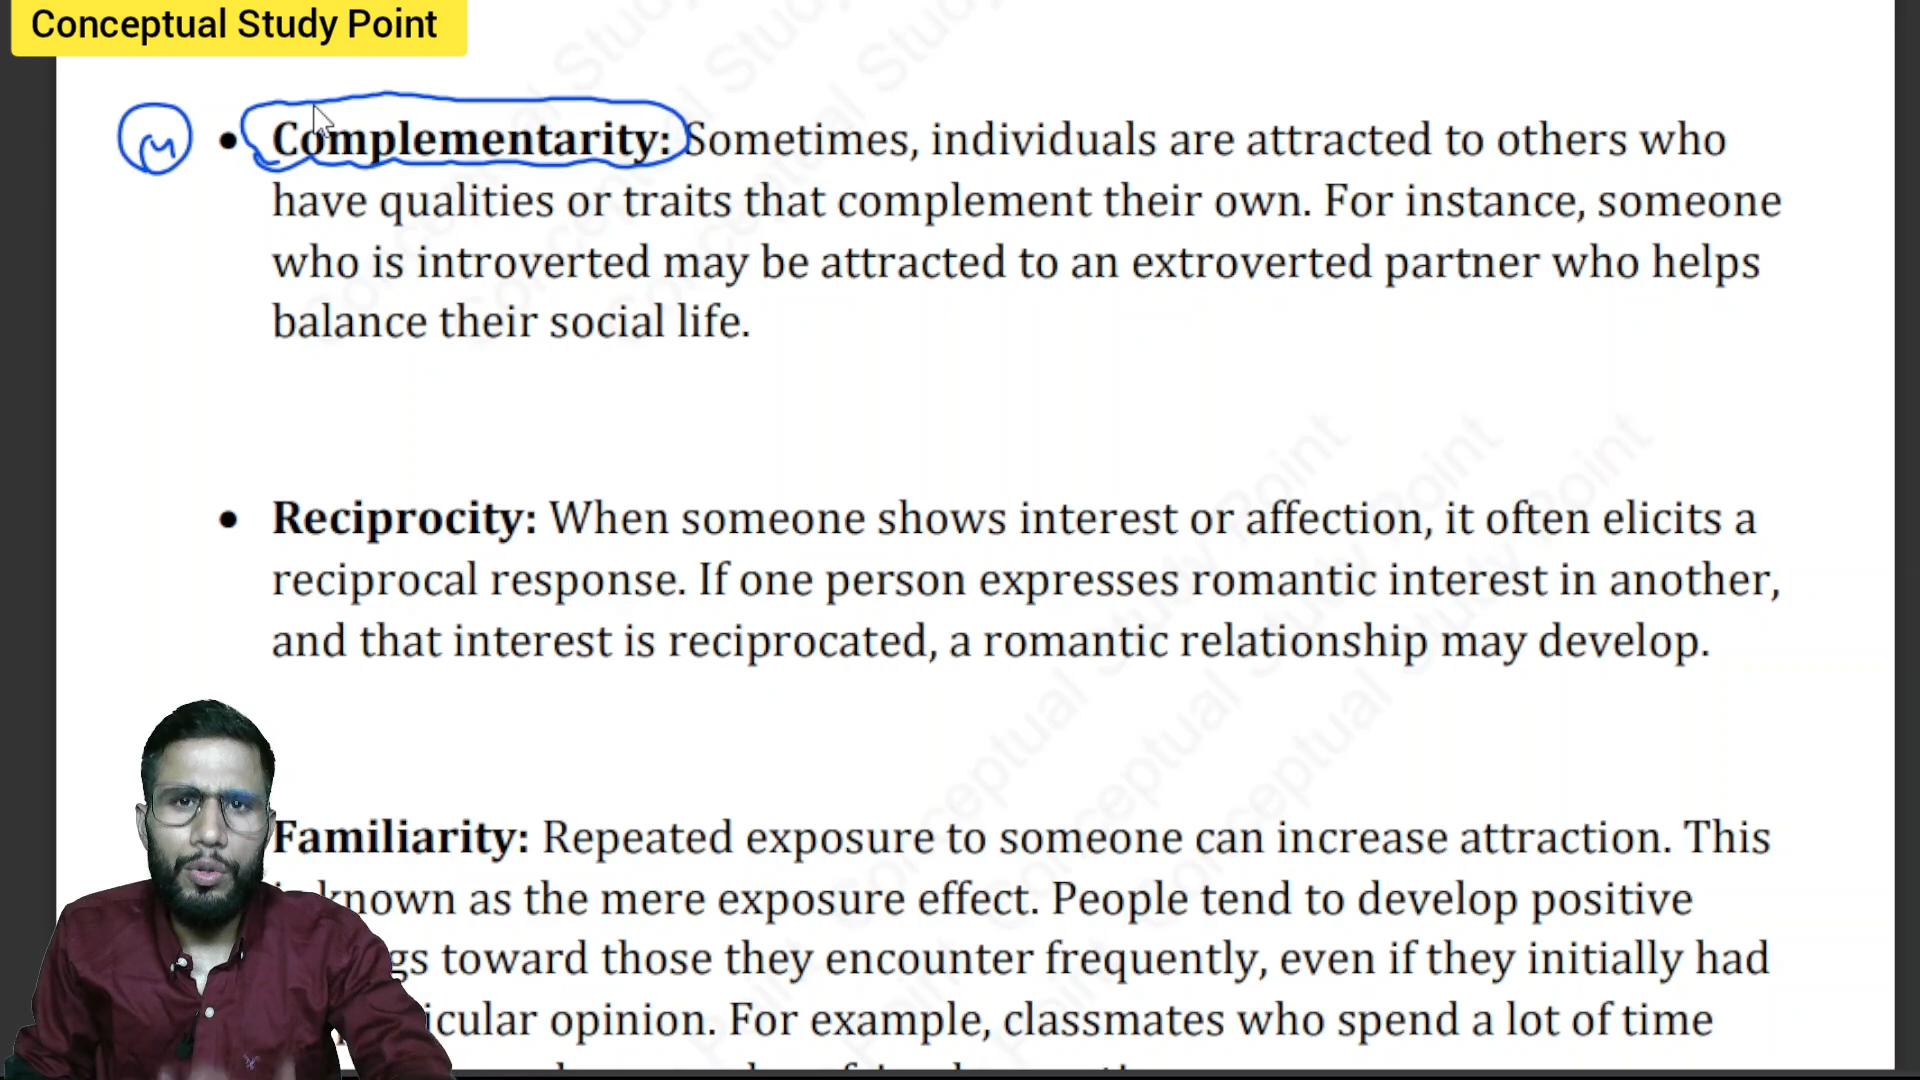 Conceptual Study Point
• Complementarity: Sometimes, individuals are attracted to others who
have qualities or traits that complement their own. For instance, someone
who is introverted may be attracted to an extroverted partner who helps
balance their social life.
• Reciprocity: When someone shows interest or affection, it often elicits a
reciprocal response. If one person expresses romantic interest in another,
and that interest is reciprocated, a romantic relationship may develop.
Familiarity: Repeated exposure to someone can increase attraction. This
known as the mere exposure effect. People tend to develop positive
gs toward those they encounter frequently, even if they initially had
icular opinion. For example, classmates who spend a lot of time